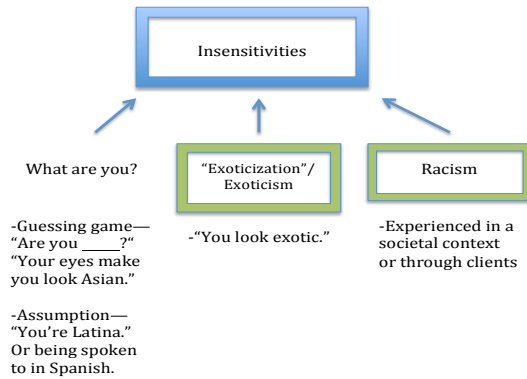 Insensitivities
What are you?
-Guessing game—
“Are you _____?“
“Your eyes make
you look Asian.”
-Assumption—
“You’re Latina.”
Or being spoken
to in Spanish.
“Exoticization”/
Exoticism
-“You look exotic.”
Racism
-Experienced in a
societal context
or through clients